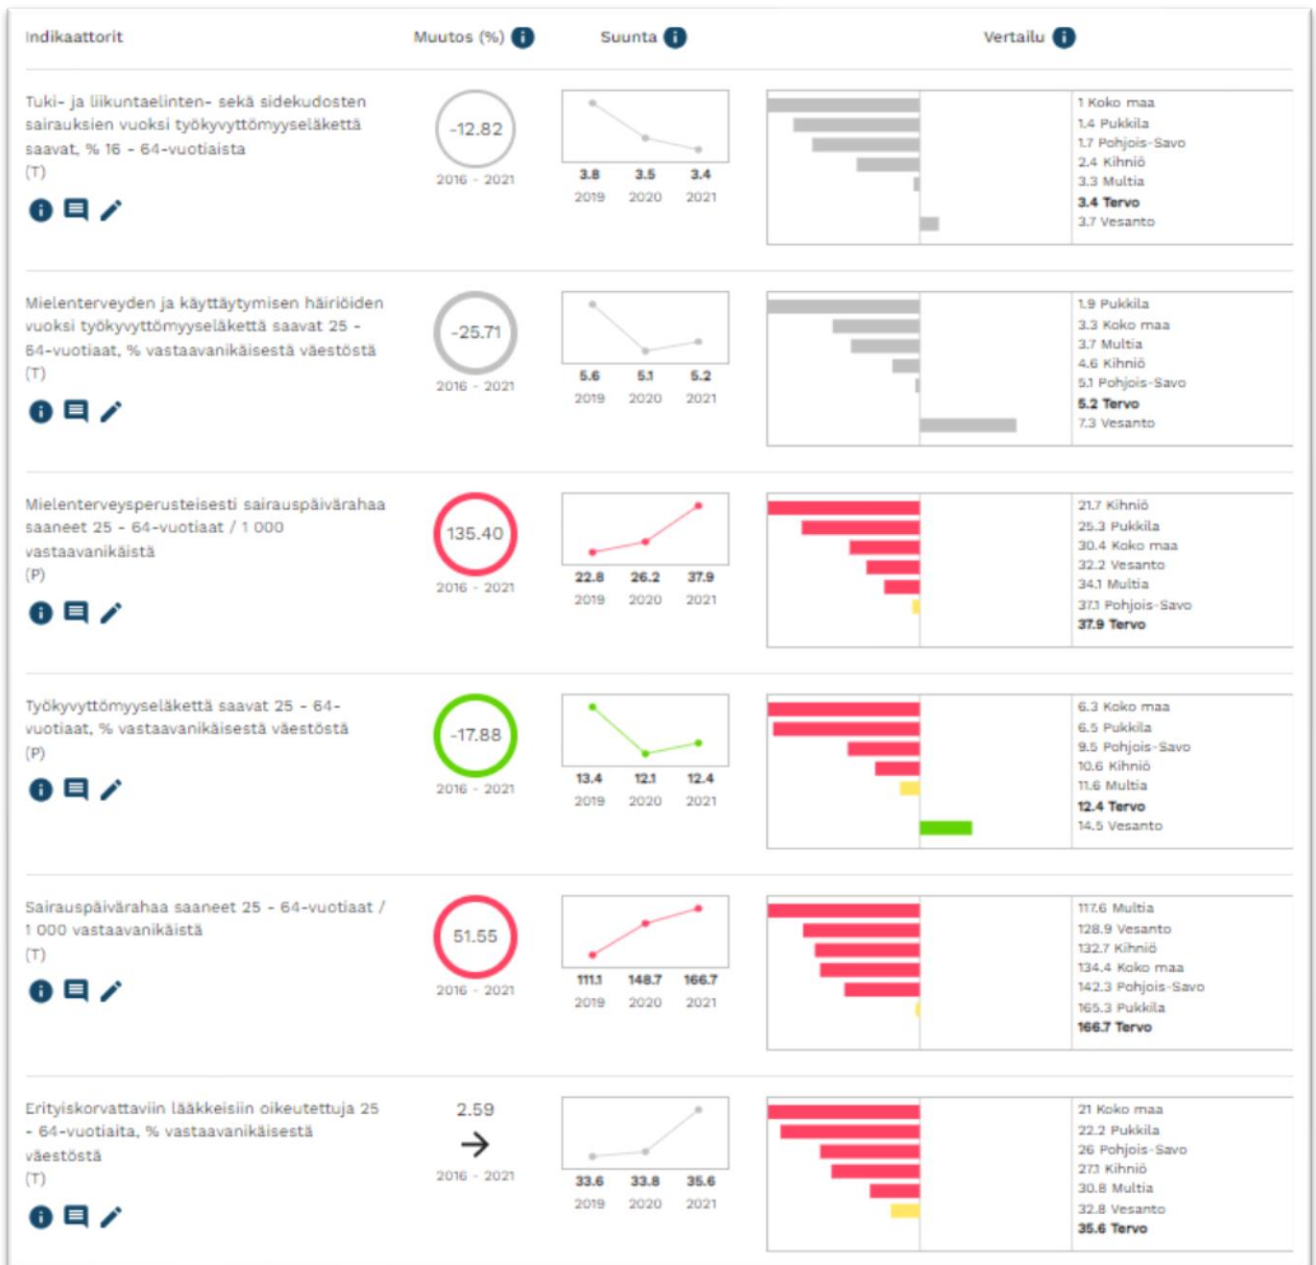 Indikaattorit Muutos (%) i Suunta i Vertailu i
Tuki- ja liikuntaelinten- sekä sidekudosten
sairauksien vuoksi työkyvyttömyyseläkettä
saavat, % 16 - 64-vuotiaista
(T)
-12.82
2016 - 2021
3.8 3.5 3.4
2019 2020 2021
1 Koko maa
1.4 Pukkila
1.7 Pohjois-Savo
2.4 Kihniö
3.3 Multia
3.4 Tervo
3.7 Vesanto
Mielenterveyden ja käyttäytymisen häiriöiden
vuoksi työkyvyttömyyseläkettä saavat 25 -
64-vuotiaat, % vastaavanikäisestä väestöstä
(T)
-25.71
2016 - 2021
5.6 5.1 5.2
2019 2020 2021
1.9 Pukkila
3.3 Koko maa
3.7 Multia
4.6 Kihniö
5.1 Pohjois-Savo
5.2 Tervo
7.3 Vesanto
Mielenterveysperusteisesti sairauspäivärahaa
saaneet 25 - 64-vuotiaat / 1 000
vastaavanikäistä
(P)
135.40
2016 - 2021
22.8 26.2 37.9
2019 2020 2021
21.7 Kihniö
25.3 Pukkila
30.4 Koko maa
32.2 Vesanto
34.1 Multia
37.1 Pohjois-Savo
37.9 Tervo
Työkyvyttömyyseläkettä saavat 25 - 64-
vuotiaat, % vastaavanikäisestä väestöstä
(P)
-17.88
2016 - 2021
13.4 12.1 12.4
2019 2020 2021
6.3 Koko maa
6.5 Pukkila
9.5 Pohjois-Savo
10.6 Kihniö
11.6 Multia
12.4 Tervo
14.5 Vesanto
Sairauspäivärahaa saaneet 25 - 64-vuotiaat /
1 000 vastaavanikäistä
(T)
51.55
2016 - 2021
111.1 148.7 166.7
2019 2020 2021
117.6 Multia
128.9 Vesanto
132.7 Kihniö
134.4 Koko maa
142.3 Pohjois-Savo
165.3 Pukkila
166.7 Tervo
Erityiskorvattaviin lääkkeisiin oikeutettuja 25
- 64-vuotiaita, % vastaavanikäisestä
väestöstä
(T)
2.59
2016 - 2021
33.6 33.8 35.6
2019 2020 2021
21 Koko maa
22.2 Pukkila
26 Pohjois-Savo
27.1 Kihniö
30.8 Multia
32.8 Vesanto
35.6 Tervo